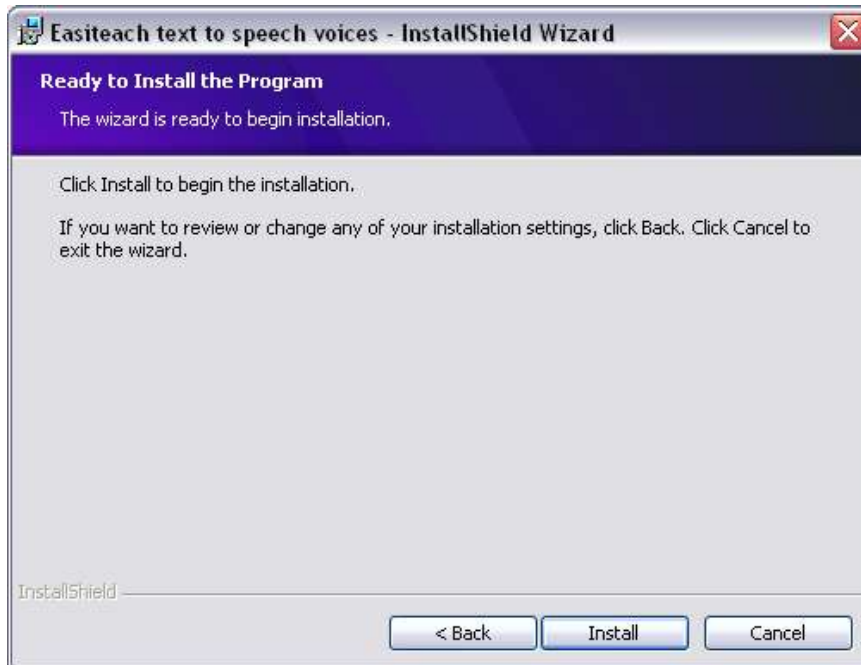 Easiteach text to speech voices - InstallShield Wizard
Ready to Install the Program
The wizard is ready to begin installation.
Click Install to begin the installation.
If you want to review or change any of your installation settings, click Back. Click Cancel to
exit the wizard.
InstallShield
< Back
Install
Cancel